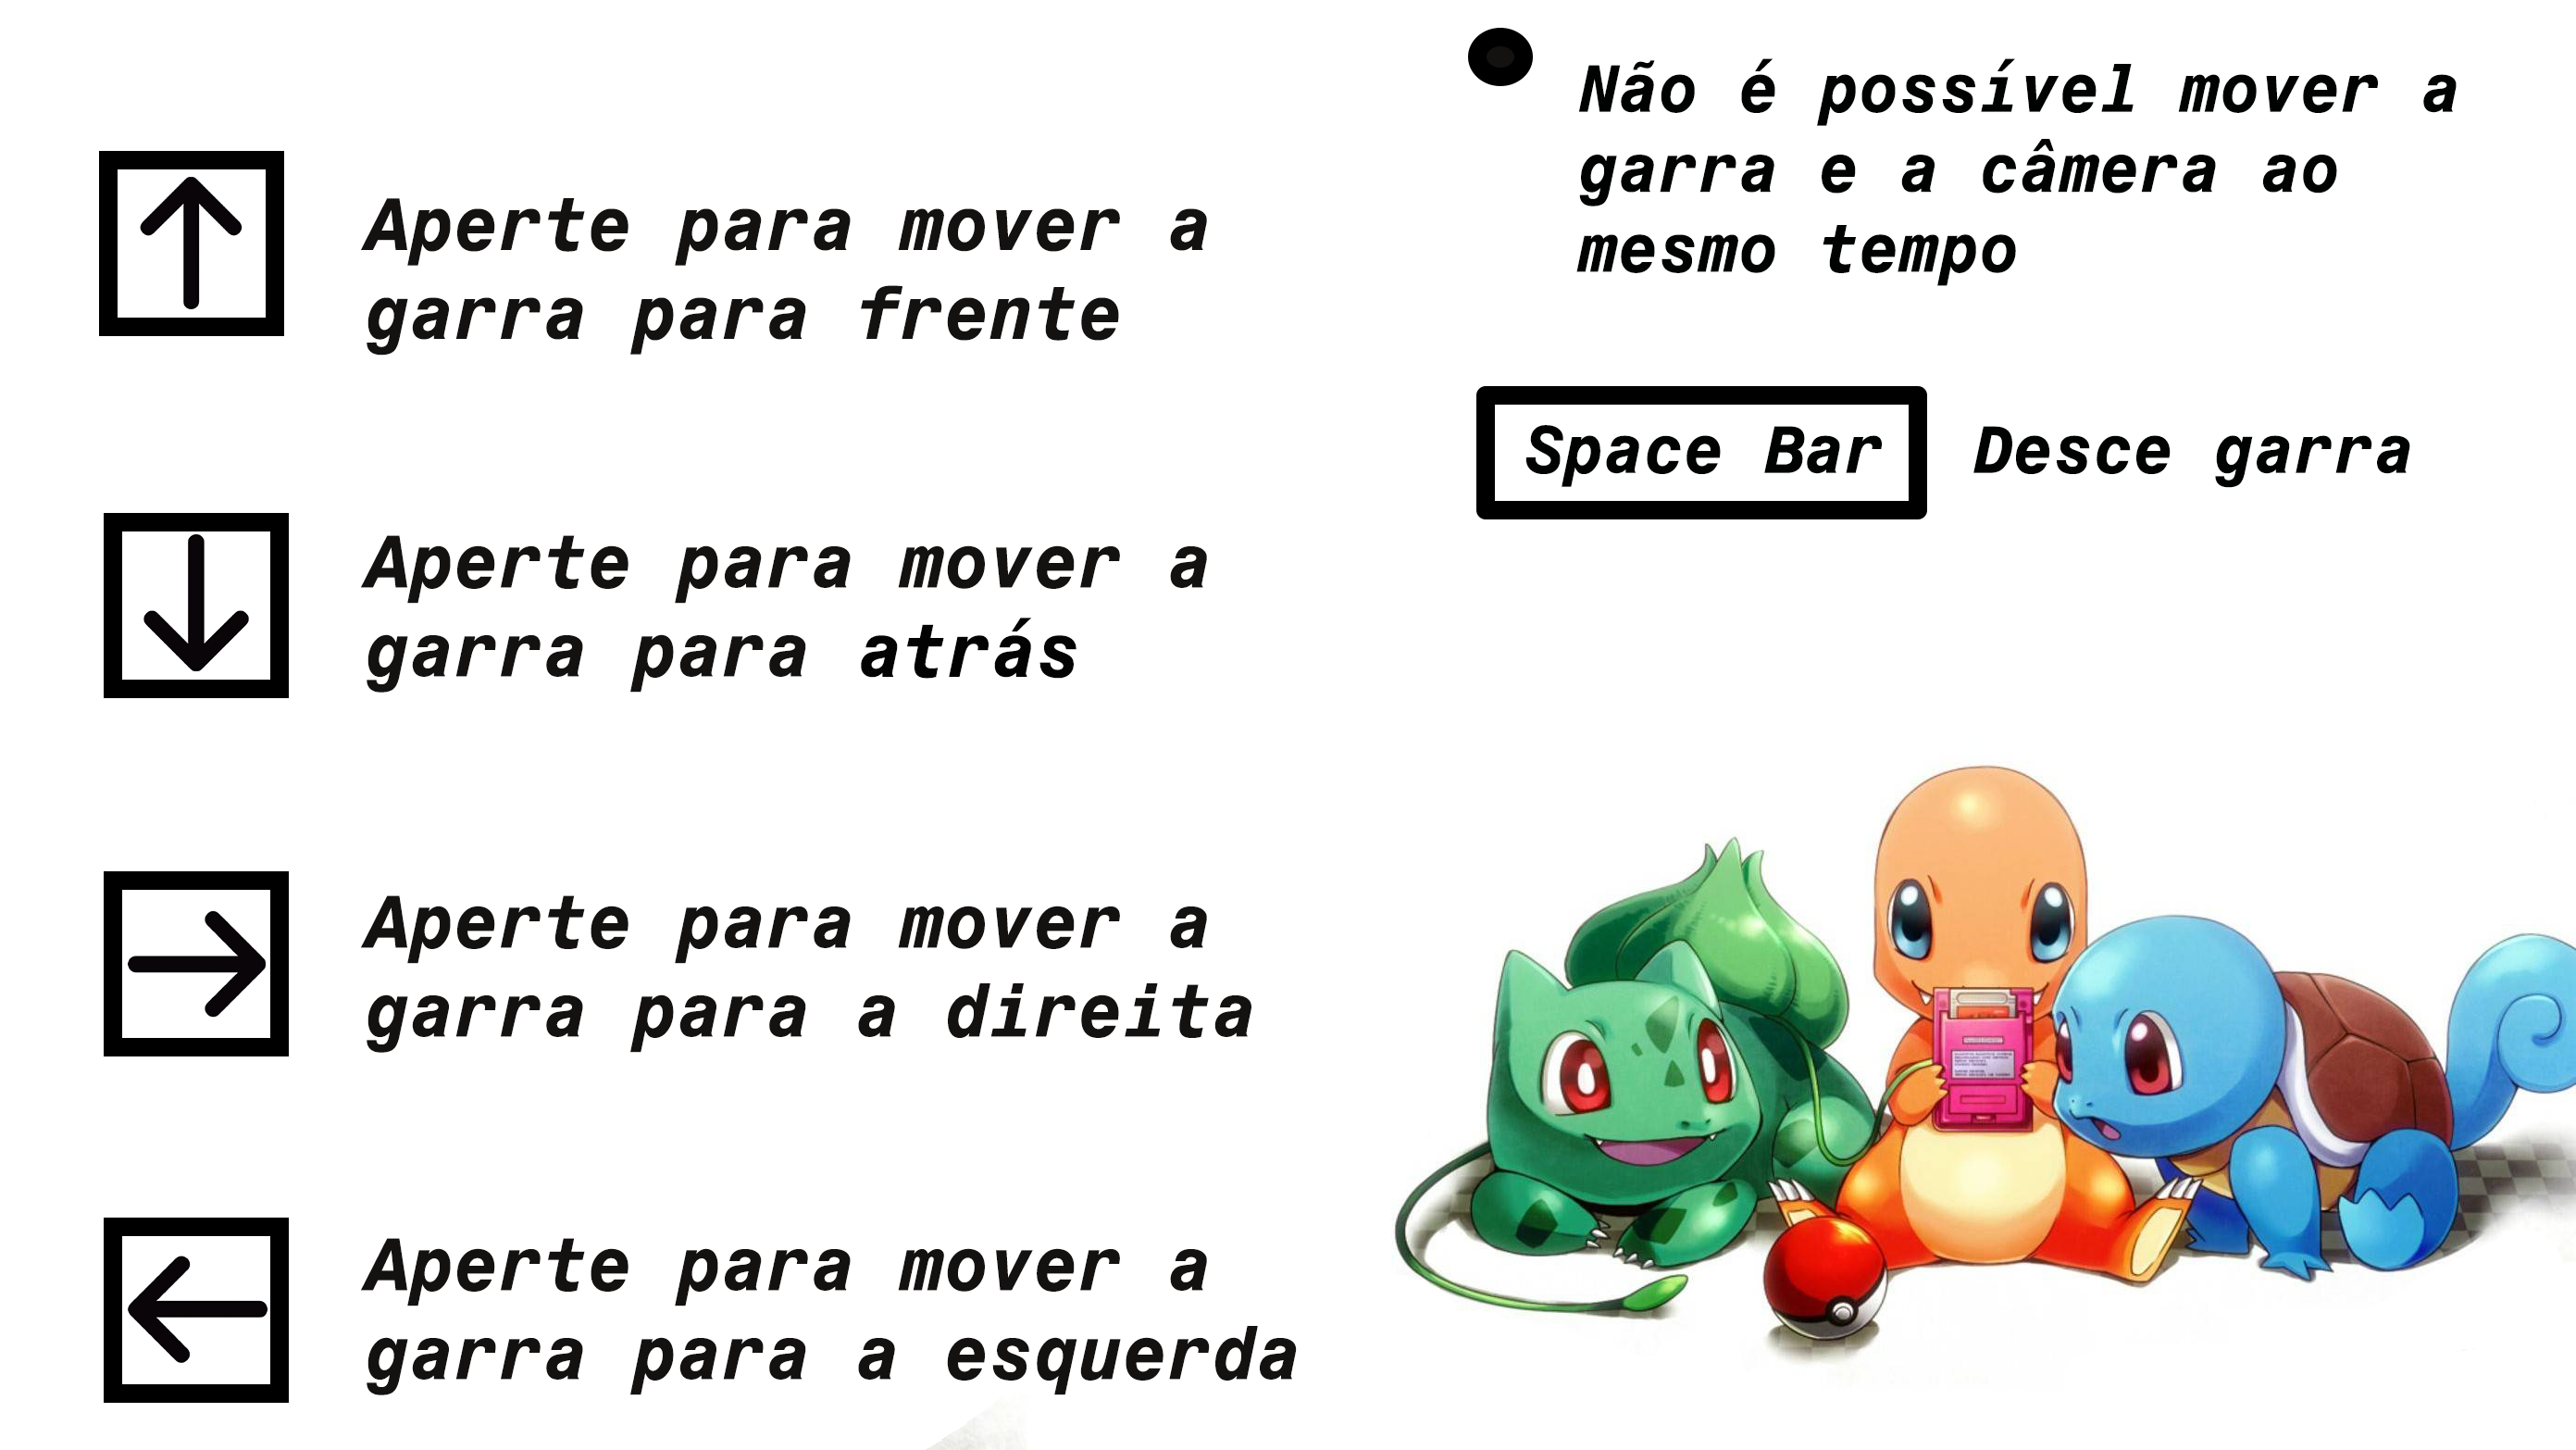 Aperte para mover a
garra para frente
Aperte para mover a
garra para atrás
Aperte para mover a
garra para a direita
Aperte para mover a
garra para a esquerda
Não é possível mover a
garra e a câmera ao
mesmo tempo
Space Bar Desce garra